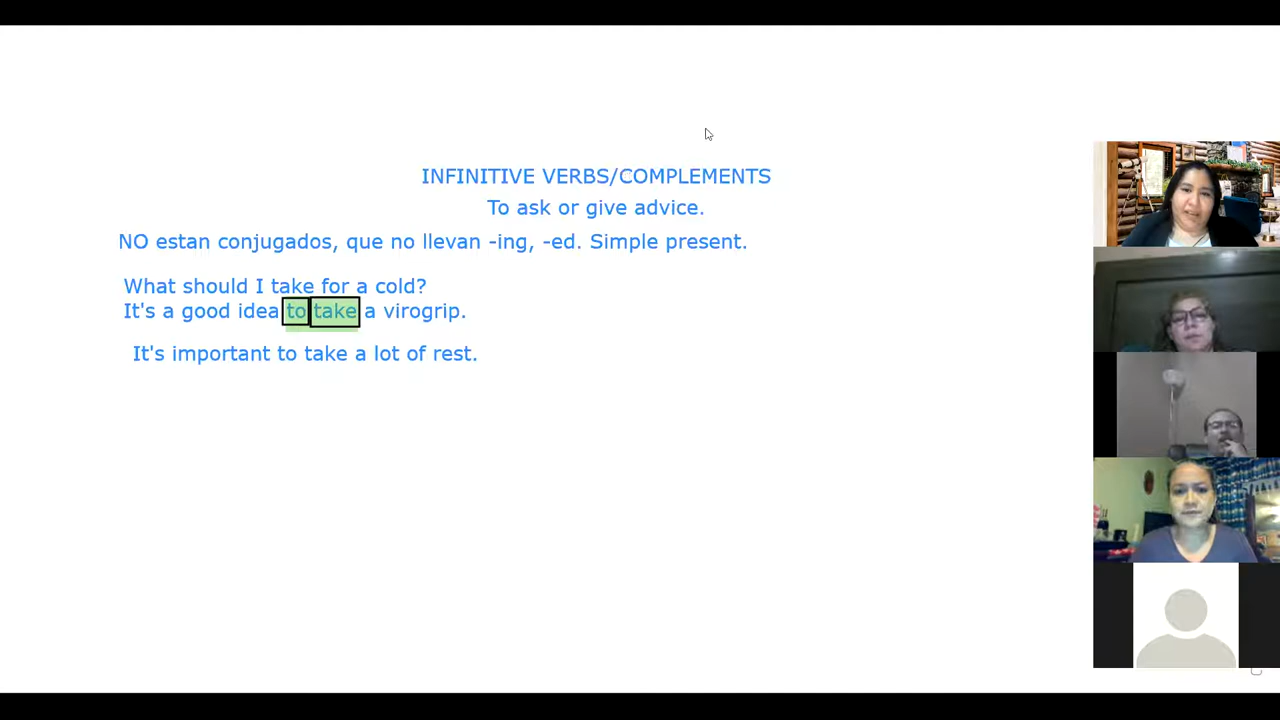 INFINITIVE VERBS/COMPLEMENTS
To ask or give advice.
NO estan conjugados, que no llevan -ing, -ed. Simple present.
What should I take for a cold?
It's a good idea to take a virogrip.
It's important to take a lot of rest.